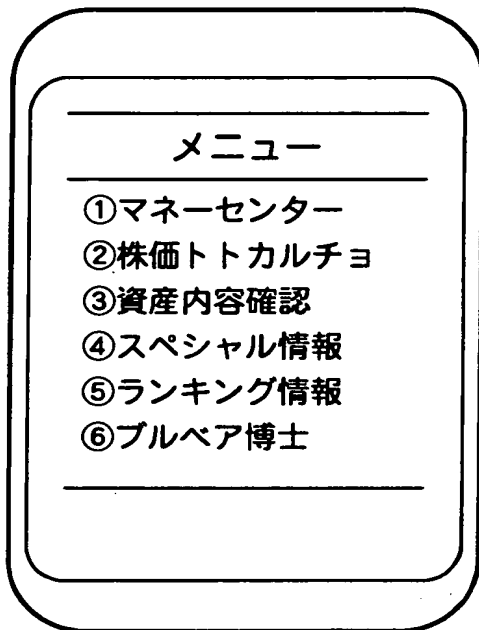 メニュー
①マネーセンター
②株価トトカルチョ
③資産内容確認
④スペシャル情報
⑤ランキング情報
⑥ブルベア博士